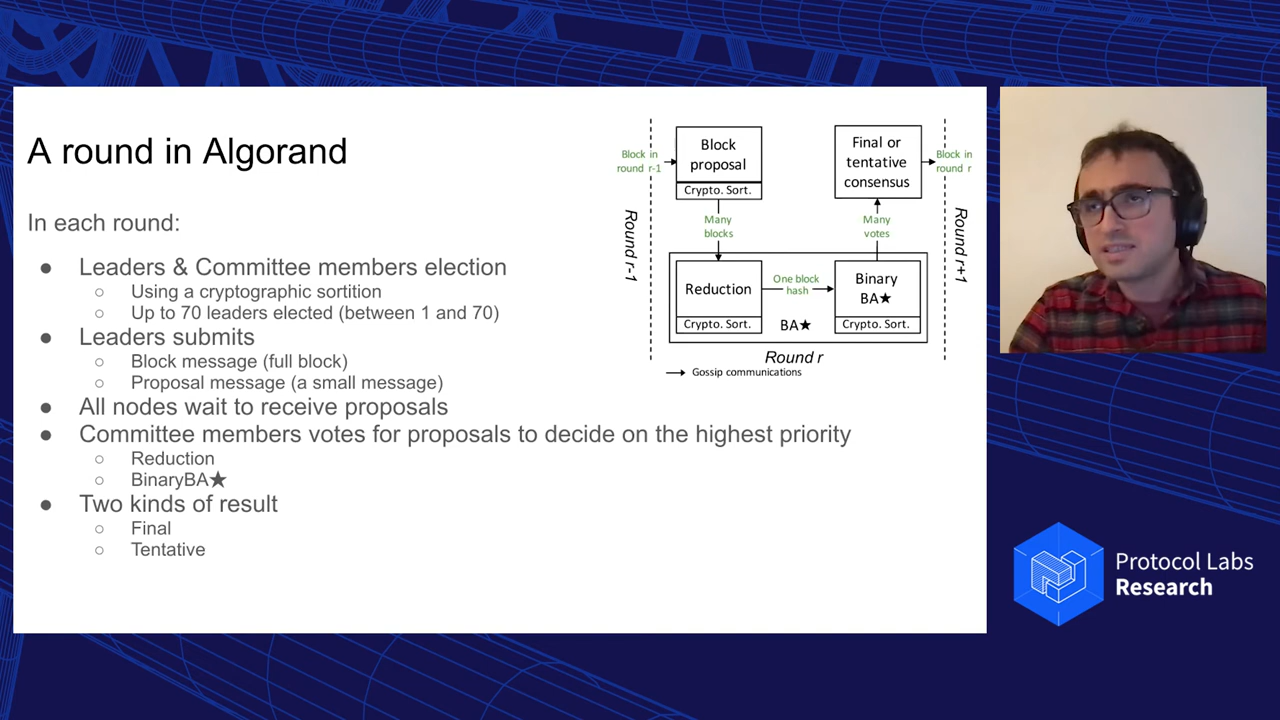 A round in Algorand
In each round:
● Leaders & Committee members election
○ Using a cryptographic sortition
○ Up to 70 leaders elected (between 1 and 70)
● Leaders submits
○ Block message (full block)
○ Proposal message (a small message)
● All nodes wait to receive proposals
● Committee members votes for proposals to decide on the highest priority
○ Reduction
○ BinaryBA★
● Two kinds of result
○ Final
○ Tentative
Round r-1
Block in
round r-1
Block
proposal
Crypto. Sort.
Many
blocks
Reduction
Crypto. Sort.
One block
hash
BA★
Binary
BA★
Crypto. Sort.
Many
votes
Final or
tentative
consensus
Block in
round r
Round r+1
Round r
Gossip communications
Protocol Labs
Research